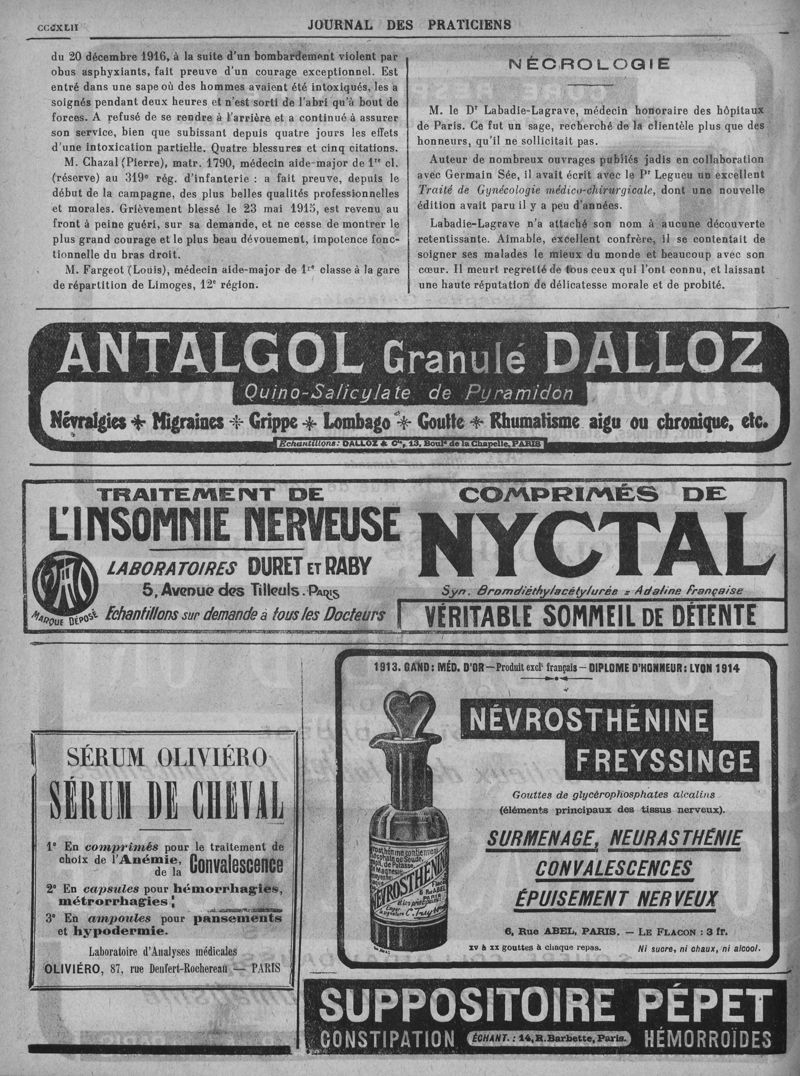 CCCXLII
JOURNAL DES PRATICIENS
du 20 décembre 1916, à la suite d'un bombardement violent par
obus asphyxiants, fait preuve d'un courage exceptionnel. Est
entré dans une sape où des hommes avaient été intoxiqués, les a
soignés pendant deux heures et n'est sorti de l'abri qu'à bout de
forces. A refusé de se rendre à l'arrière et a continué à assurer
son service, bien que subissant depuis quatre jours les effets
d'une intoxication partielle. Quatre blessures et cinq citations.
M. Chazal (Pierre), matr. 1790, médecin aide-major de 1re cl.
(réserve) au 319e rég. d'infanterie : a fait preuve, depuis le
début de la campagne, des plus belles qualités professionnelles
et morales. Grièvement blessé le 23 mai 1915, est revenu au
front à peine guéri, sur sa demande, et ne cesse de montrer le
plus grand courage et le plus beau dévouement, impotence fonc-
tionnelle du bras droit.
M. Fargeot (Louis), médecin aide-major de 1re classe à la gare
de répartition de Limoges, 12e région.
NÉCROLOGIE
M. le Dr Labadie-Lagrave, médecin honoraire des hôpitaux
de Paris. Ce fut un sage, recherché de la clientèle plus que des
honneurs, qu'il ne sollicitait pas.
Auteur de nombreux ouvrages publiés jadis en collaboration
avec Germain Sée, il avait écrit avec le Pr Legueu un excellent
Traité de Gynécologie médico-chirurgicale, dont une nouvelle
édition avait paru il y a peu d'années.
Labadie-Lagrave n'a attaché son nom à aucune découverte
retentissante. Aimable, excellent confrère, il se contentait de
soigner ses malades le mieux du monde et beaucoup avec son
cœur. Il meurt regretté de tous ceux qui l'ont connu, et laissant
une haute réputation de délicatesse morale et de probité.
ANTALGOL Granulé DALLOZ
Quino-Salicylate de Pyramidon
Névralgies ✻ Migraines ✻ Grippe ✻ Lombago ✻ Goutte ✻ Rhumatisme aigu ou chronique, etc.
Echantillons: DALLOZ & Cie, 13, Bould de la Chapelle, PARIS
TRAITEMENT DE
L'INSOMNIE NERVEUSE
LABORATOIRES DURET ET RABY
5, Avenue des Tilleuls. PARIS
MARQUE DÉPOSÉ
Echantillons sur demande à tous les Docteurs
COMPRIMÉS DE
NYCTAL
Syn. Bromdiéthylacétylurée = Adaline française
VÉRITABLE SOMMEIL DE DÉTENTE
SÉRUM OLIVIÉRO
SÉRUM DE CHEVAL
1° En comprimés pour le traitement de
choix de l'Anémie, de la Convalescence
2° En capsules pour hémorrhagies,
métrorrhagies;
3° En ampoules pour pansements
et hypodermie.
Laboratoire d'Analyses médicales
OLIVIÉRO, 87, rue Denfert-Rochereau — PARIS
1913. GAND: MÉD. D'OR — Produit exclt français — DIPLOME D'HONNEUR: LYON 1914
NÉVROSTHÉNINE
FREYSSINGE
Gouttes de glycérophosphates alcalins
(éléments principaux des tissus nerveux).
SURMENAGE, NEURASTHÉNIE
CONVALESCENCES
ÉPUISEMENT NERVEUX
6, Rue ABEL, PARIS. — LE FLACON : 3 fr.
XV à XX gouttes à chaque repas.
Ni sucre, ni chaux, ni alcool.
NÉVROSTHÉNINE
SUPPOSITOIRE PÉPET
CONSTIPATION
ÉCHANT. : 14, R. Barbette, Paris.
HÉMORROÏDES